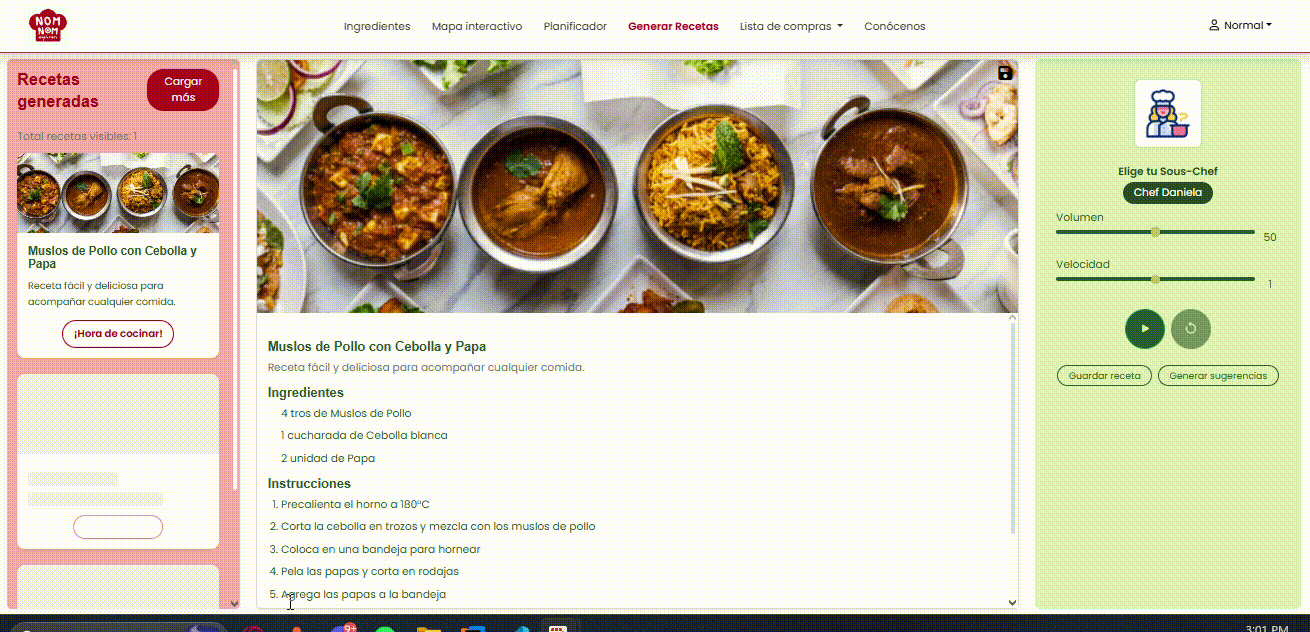 NOM
NOM
Ingredientes
Mapa interactivo
Planificador
Generar Recetas
Lista de compras
Conócenos
Normal
Recetas
generadas
Cargar
más
Total recetas visibles: 1
Muslos de Pollo con Cebolla y
Papa
Receta fácil y deliciosa para
acompañar cualquier comida.
¡Hora de cocinar!
Muslos de Pollo con Cebolla y Papa
Receta fácil y deliciosa para acompañar cualquier comida.
Ingredientes
4 tros de Muslos de Pollo
1 cucharada de Cebolla blanca
2 unidad de Papa
Instrucciones
1. Precalienta el horno a 180°C
2. Corta la cebolla en trozos y mezcla con los muslos de pollo
3. Coloca en una bandeja para hornear
4. Pela las papas y corta en rodajas
5. Agrega las papas a la bandeja
Elige tu Sous-Chef
Chef Daniela
Volumen
50
Velocidad
1
Guardar receta
Generar sugerencias
9+
3:01 PM